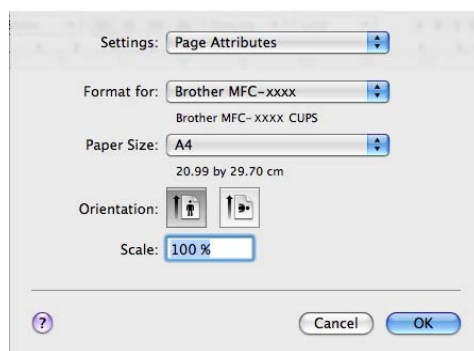 Settings: Page Attributes
Format for: Brother MFC-xxxx
Brother MFC-XXXX CUPS
Paper Size: A4
20.99 by 29.70 cm
Orientation:
Scale: 100 %
? Cancel OK